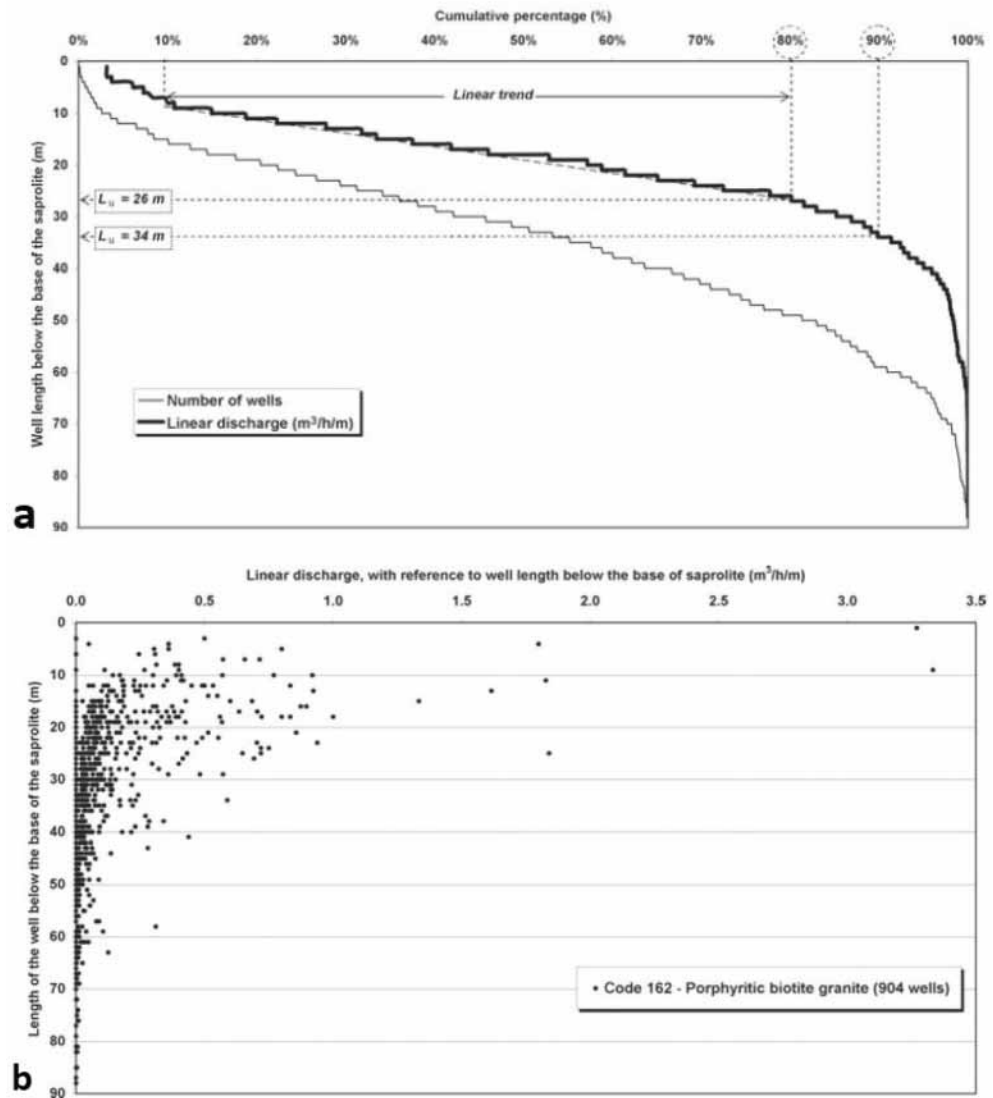 Cumulative percentage (%)
0% 10% 20% 30% 40% 50% 60% 70% 80% 90% 100%
Well length below the base of the saprolite (m)
0
10
20
30
40
50
60
70
80
90
Linear trend
L u = 26 m
L u = 34 m
Number of wells
Linear discharge (m³/h/m)
a
Linear discharge, with reference to well length below the base of saprolite (m³/h/m)
0.0 0.5 1.0 1.5 2.0 2.5 3.0 3.5
Length of the well below the base of the saprolite (m)
0
10
20
30
40
50
60
70
80
90
• Code 162 - Porphyritic biotite granite (904 wells)
b